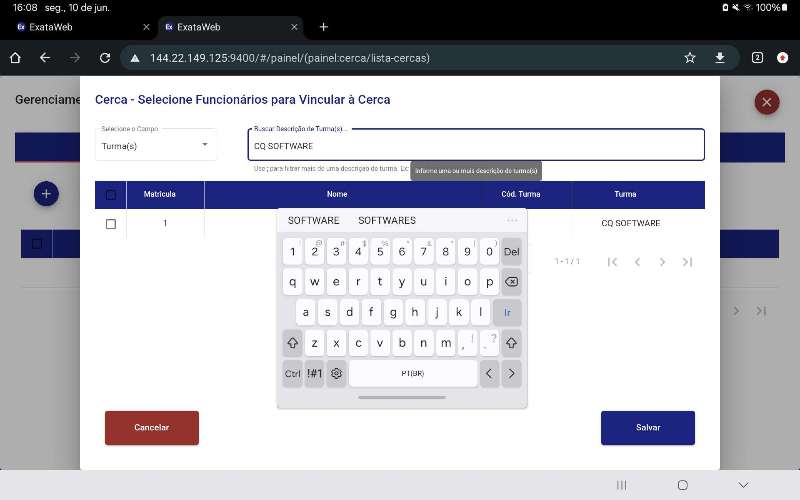 16:08 seg., 10 de jun. 100%
ExataWeb ExataWeb
144.22.149.125:9400/#/painel/(painel:cerca/lista-cercas) 2
Gerenciame
Cerca - Selecione Funcionários para Vincular à Cerca
Selecione o Campo Buscar Descrição de Turma(s)...
Turma(s) CQ SOFTWARE
Use ; para filtrar mais de uma descrição de turma. Ex:
Informe uma ou mais descrição de turma(s)
Matrícula Nome Cód. Turma Turma
1 CQ SOFTWARE
SOFTWARE SOFTWARES ...
1 2 @ 3 # 4 $ 5 % 6 7 & 8 * 9 ( 0 ) Del
1 - 1 / 1
q w e r t y u i o p
a s d f g h j k l Ir
z x c v b n m , ! . ?
Ctrl !#1 PT(BR)
Cancelar Salvar